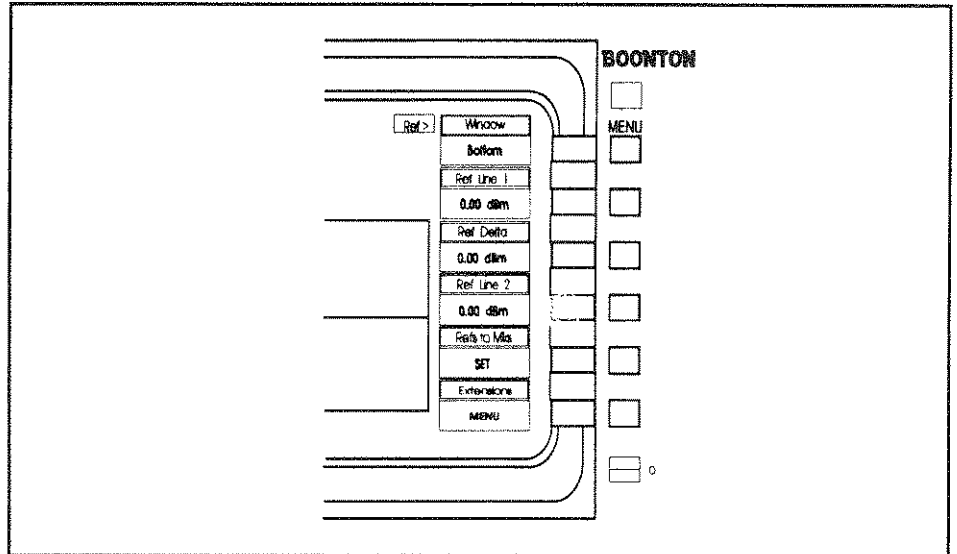 BOONTON
MENU
Ref >
Window
Bottom
Ref Line 1
0.00 dBm
Ref Delta
0.00 dBm
Ref Line 2
0.00 dBm
Refs to Mks
SET
Extensions
MENU
0